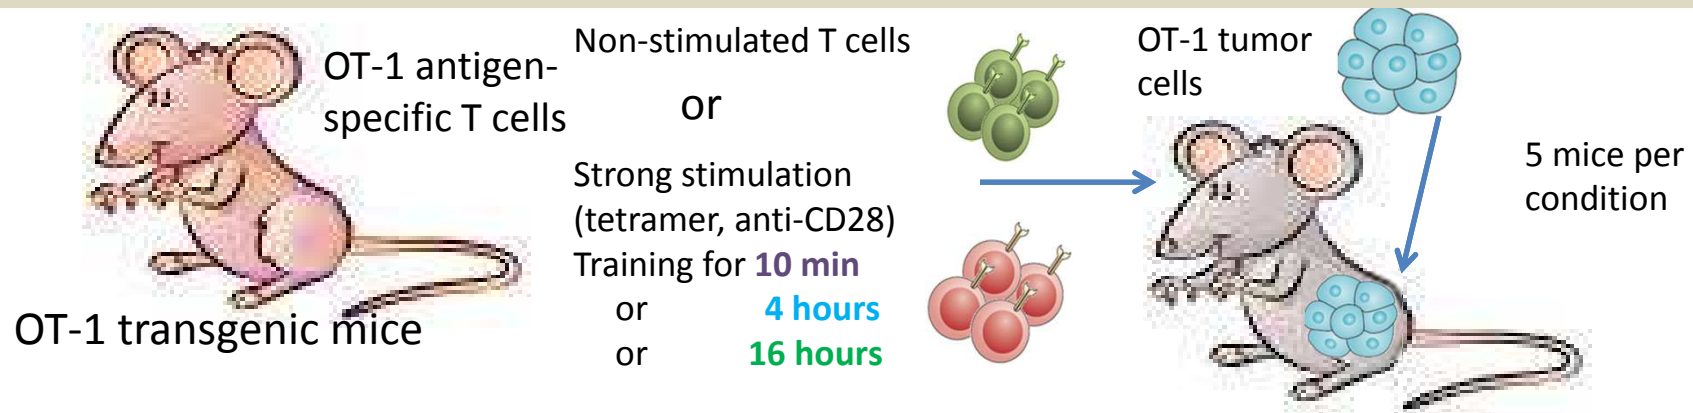 OT-1 antigen-
specific T cells
OT-1 transgenic mice
Non-stimulated T cells
or
Strong stimulation
(tetramer, anti-CD28)
Training for 10 min
or 4 hours
or 16 hours
OT-1 tumor
cells
5 mice per
condition